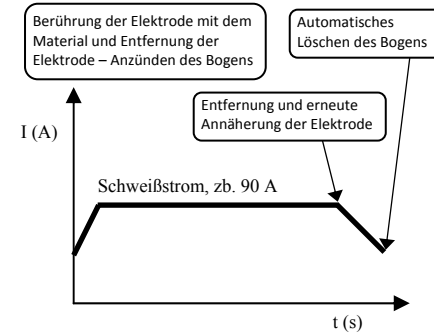 Berührung der Elektrode mit dem
Material und Entfernung der
Elektrode – Anzünden des Bogens
Automatisches
Löschen des Bogens
Entfernung und erneute
Annäherung der Elektrode
I (A)
Schweißstrom, zb. 90 A
t (s)